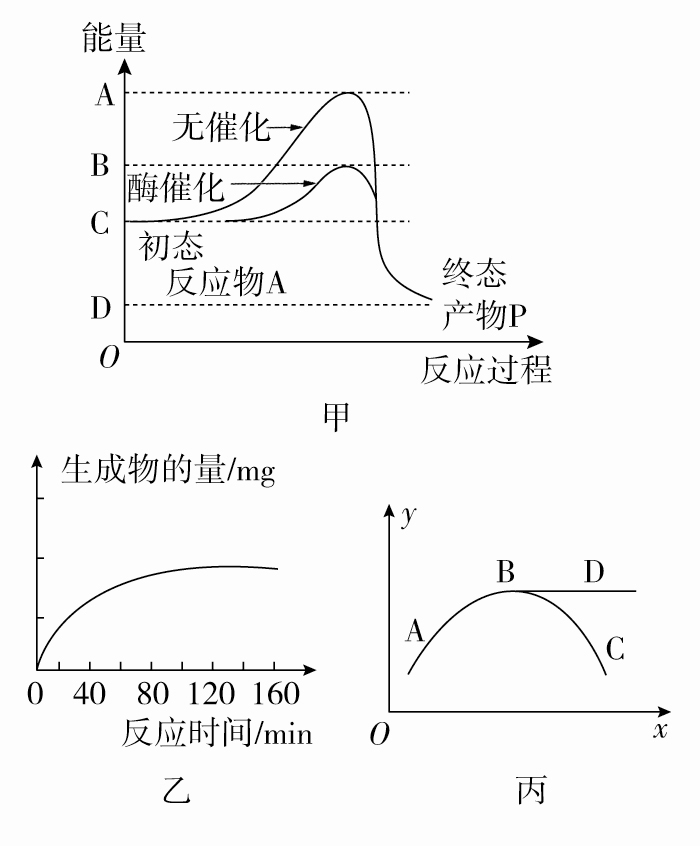 能量
A
无催化
B
酶催化
C
初态
反应物A
终态
D
产物P
O
反应过程
甲
生成物的量/mg
0 40 80 120 160
反应时间/min
乙
y
B
D
A
C
O
x
丙